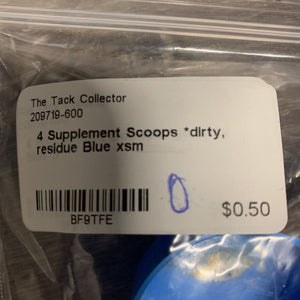 The Tack Collector
209719-600
4 Supplement Scoops *dirty,
residue Blue xsm
0
BF9TFE
$0.50